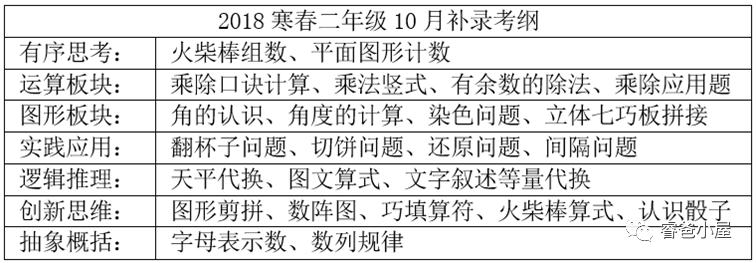 2018 寒春二年级 10 月补录考纲
有序思考： 火柴棒组数、平面图形计数
运算板块： 乘除口诀计算、乘法竖式、有余数的除法、乘除应用题
图形板块： 角的认识、角度的计算、染色问题、立体七巧板拼接
实践应用： 翻杯子问题、切饼问题、还原问题、间隔问题
逻辑推理： 天平代换、图文算式、文字叙述等量代换
创新思维： 图形剪拼、数阵图、巧填算符、火柴棒算式、认识骰子
抽象概括： 字母表示数、数列规律
睿爸小屋